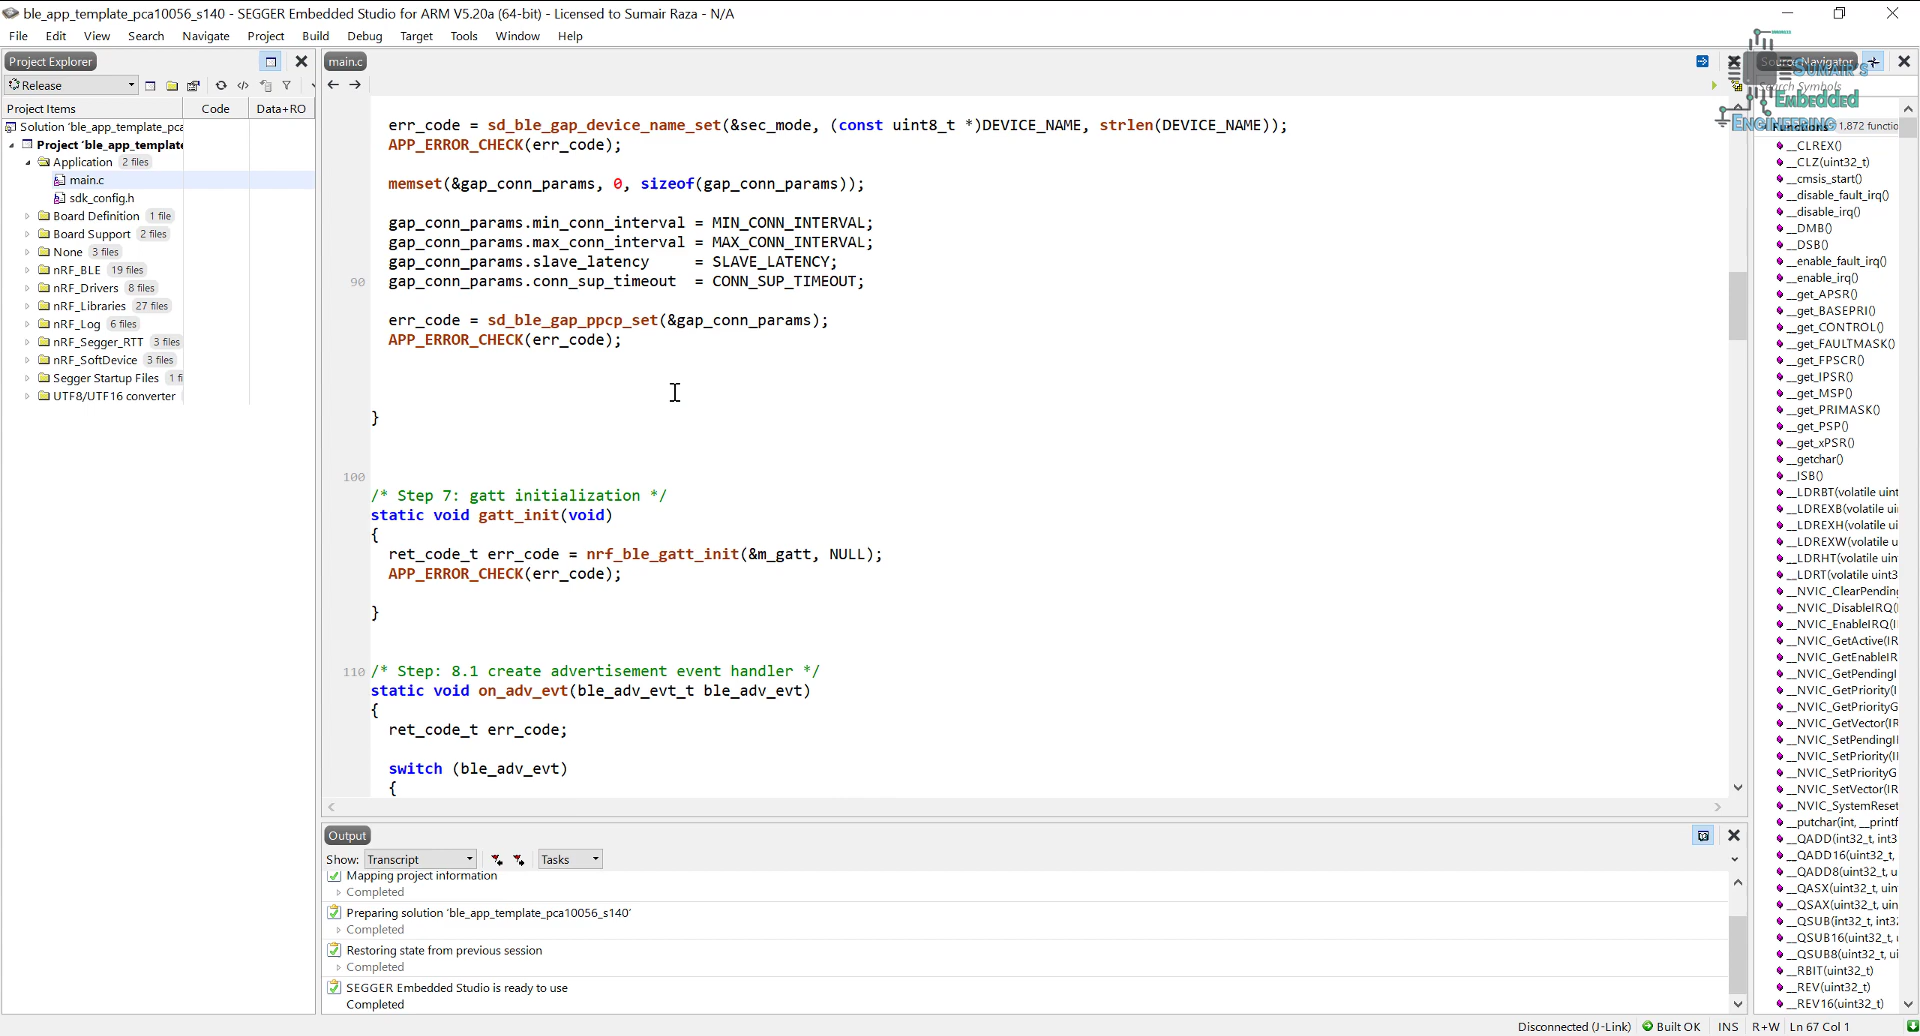 ble_app_template_pca10056_s140 - SEGGER Embedded Studio for ARM V5.20a (64-bit) - Licensed to Sumair Raza - N/A
File Edit View Search Navigate Project Build Debug Target Tools Window Help
Project Explorer
Release
Project Items Code Data+RO
Solution 'ble_app_template_pca
Project 'ble_app_template
Application 2 files
main.c
sdk_config.h
Board Definition 1 file
Board Support 2 files
None 3 files
nRF_BLE 19 files
nRF_Drivers 8 files
nRF_Libraries 27 files
nRF_Log 6 files
nRF_Segger_RTT 3 files
nRF_SoftDevice 3 files
Segger Startup Files 1 fi
UTF8/UTF16 converter
main.c
err_code = sd_ble_gap_device_name_set(&sec_mode, (const uint8_t *)DEVICE_NAME, strlen(DEVICE_NAME));
APP_ERROR_CHECK(err_code);
memset(&gap_conn_params, 0, sizeof(gap_conn_params));
gap_conn_params.min_conn_interval = MIN_CONN_INTERVAL;
gap_conn_params.max_conn_interval = MAX_CONN_INTERVAL;
gap_conn_params.slave_latency     = SLAVE_LATENCY;
90 gap_conn_params.conn_sup_timeout  = CONN_SUP_TIMEOUT;
err_code = sd_ble_gap_ppcp_set(&gap_conn_params);
APP_ERROR_CHECK(err_code);
}
100
/* Step 7: gatt initialization */
static void gatt_init(void)
{
ret_code_t err_code = nrf_ble_gatt_init(&m_gatt, NULL);
APP_ERROR_CHECK(err_code);
}
110 /* Step: 8.1 create advertisement event handler */
static void on_adv_evt(ble_adv_evt_t ble_adv_evt)
{
ret_code_t err_code;
switch (ble_adv_evt)
{
Output
Show: Transcript Tasks
Mapping project information
Completed
Preparing solution 'ble_app_template_pca10056_s140'
Completed
Restoring state from previous session
Completed
SEGGER Embedded Studio is ready to use
Completed
Source Navigator
Search Symbols
SUMAIR'S
Embedded
ENGINEERING
Functions 1,872 functio
__CLREX()
__CLZ(uint32_t)
__cmsis_start()
__disable_fault_irq()
__disable_irq()
__DMB()
__DSB()
__enable_fault_irq()
__enable_irq()
__get_APSR()
__get_BASEPRI()
__get_CONTROL()
__get_FAULTMASK()
__get_FPSCR()
__get_IPSR()
__get_MSP()
__get_PRIMASK()
__get_PSP()
__get_xPSR()
__getchar()
__ISB()
__LDRBT(volatile uint
__LDREXB(volatile ui
__LDREXH(volatile u
__LDREXW(volatile u
__LDRHT(volatile uin
__LDRT(volatile uint3
__NVIC_ClearPending
__NVIC_DisableIRQ(I
__NVIC_EnableIRQ(I
__NVIC_GetActive(IR
__NVIC_GetEnableIR
__NVIC_GetPendingI
__NVIC_GetPriority(I
__NVIC_GetPriorityG
__NVIC_GetVector(IR
__NVIC_SetPendingI
__NVIC_SetPriority(I
__NVIC_SetPriorityG
__NVIC_SetVector(IR
__NVIC_SystemReset
__putchar(int, __printf
__QADD(int32_t, int3
__QADD16(uint32_t,
__QADD8(uint32_t, u
__QASX(uint32_t, uin
__QSAX(uint32_t, uin
__QSUB(int32_t, int3
__QSUB16(uint32_t, u
__QSUB8(uint32_t, ui
__RBIT(uint32_t)
__REV(uint32_t)
__REV16(uint32_t)
Disconnected (J-Link) Built OK INS R+W Ln 67 Col 1